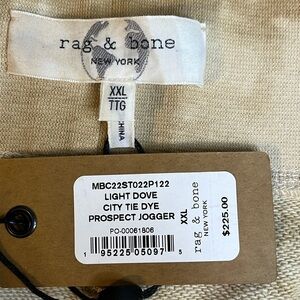 rag & bone
NEW YORK
XXL
TTG
CHINA
MBC22ST022P122
LIGHT DOVE
CITY TIE DYE
PROSPECT JOGGER
PO-00061806
1 95225 05097 5
XXL
rag & bone
NEW YORK
$225.00